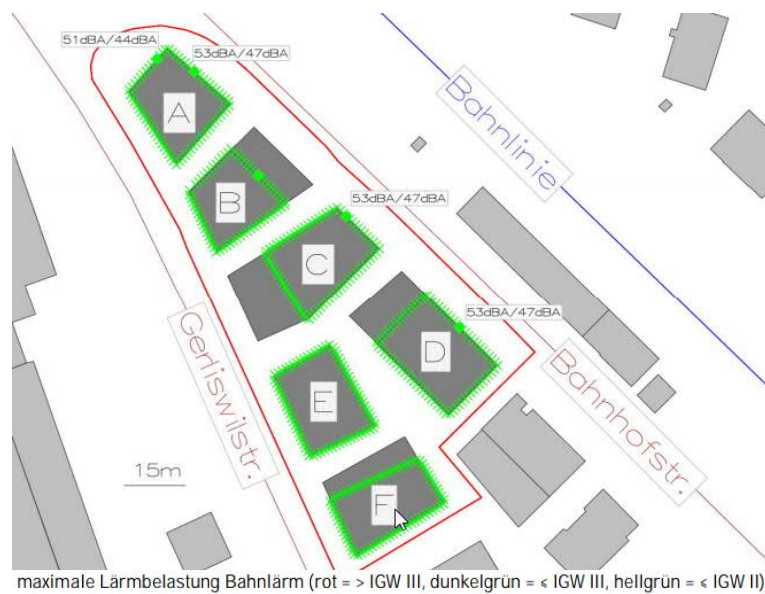 51dBA/44dBA
53dBA/47dBA
A
Bahnlinie
B
53dBA/47dBA
C
53dBA/47dBA
D
Gerliswilstr.
E
Bahnhofstr.
15m
F
maximale Lärmbelastung Bahnlärm (rot = > IGW III, dunkelgrün = ≤ IGW III, hellgrün = ≤ IGW II)